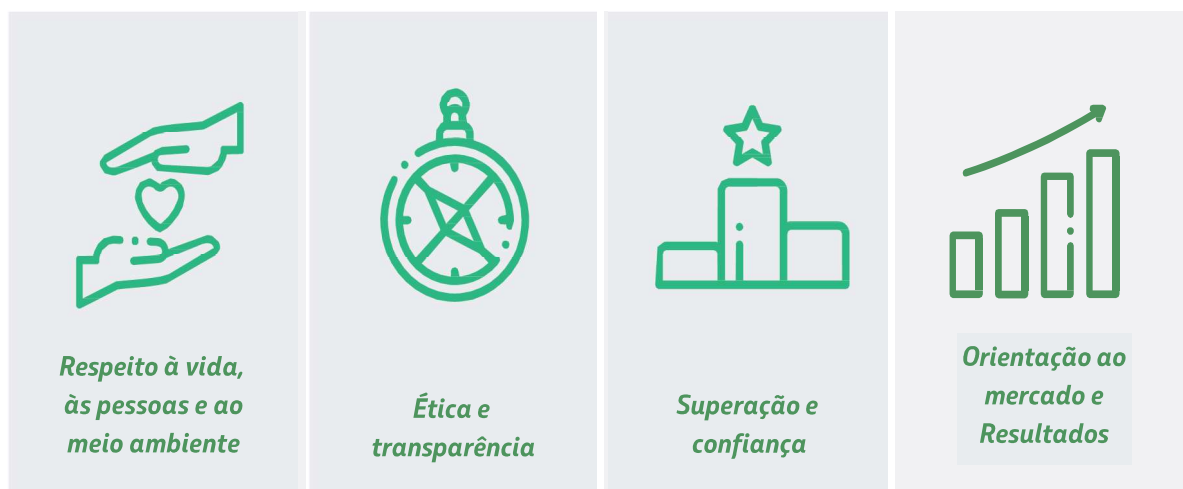 Respeito à vida,
às pessoas e ao
meio ambiente
Ética e
transparência
Superação e
confiança
Orientação ao
mercado e
Resultados